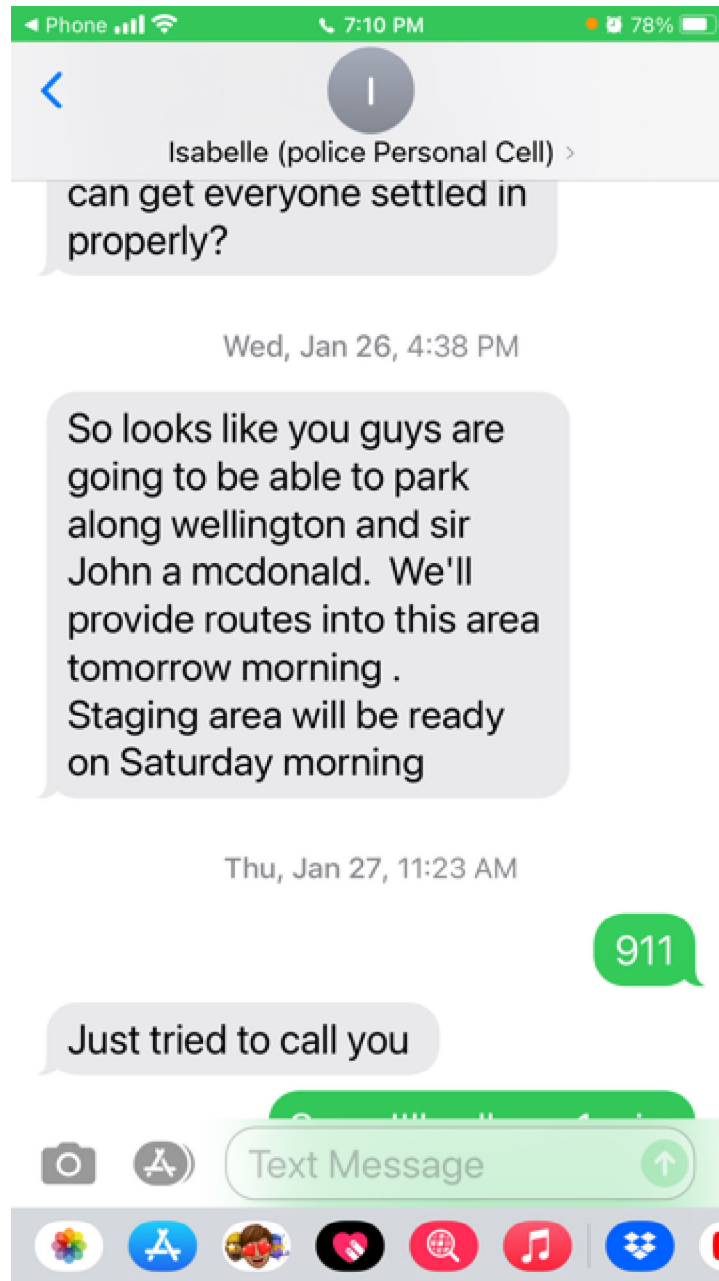 Phone 7:10 PM 78%
I
Isabelle (police Personal Cell)
can get everyone settled in
properly?
Wed, Jan 26, 4:38 PM
So looks like you guys are
going to be able to park
along wellington and sir
John a mcdonald.  We'll
provide routes into this area
tomorrow morning .
Staging area will be ready
on Saturday morning
Thu, Jan 27, 11:23 AM
911
Just tried to call you
Text Message